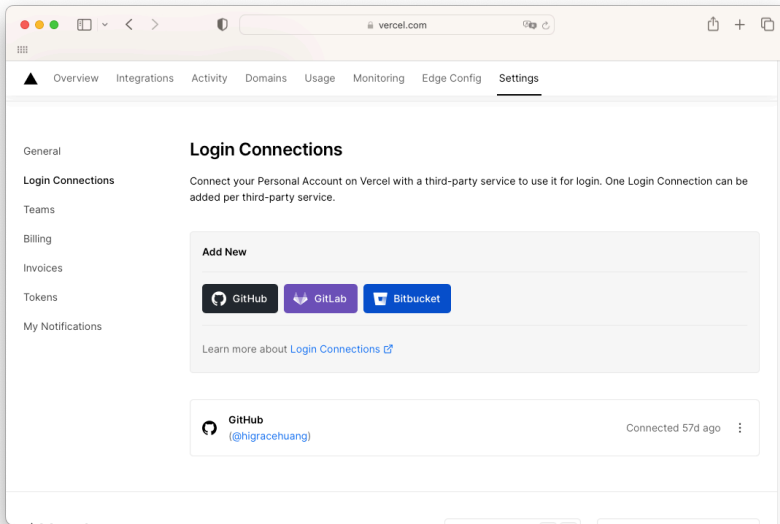 vercel.com
Overview Integrations Activity Domains Usage Monitoring Edge Config Settings
General
Login Connections
Teams
Billing
Invoices
Tokens
My Notifications
Login Connections
Connect your Personal Account on Vercel with a third-party service to use it for login. One Login Connection can be
added per third-party service.
Add New
GitHub GitLab Bitbucket
Learn more about Login Connections
GitHub
(@higracehuang)
Connected 57d ago